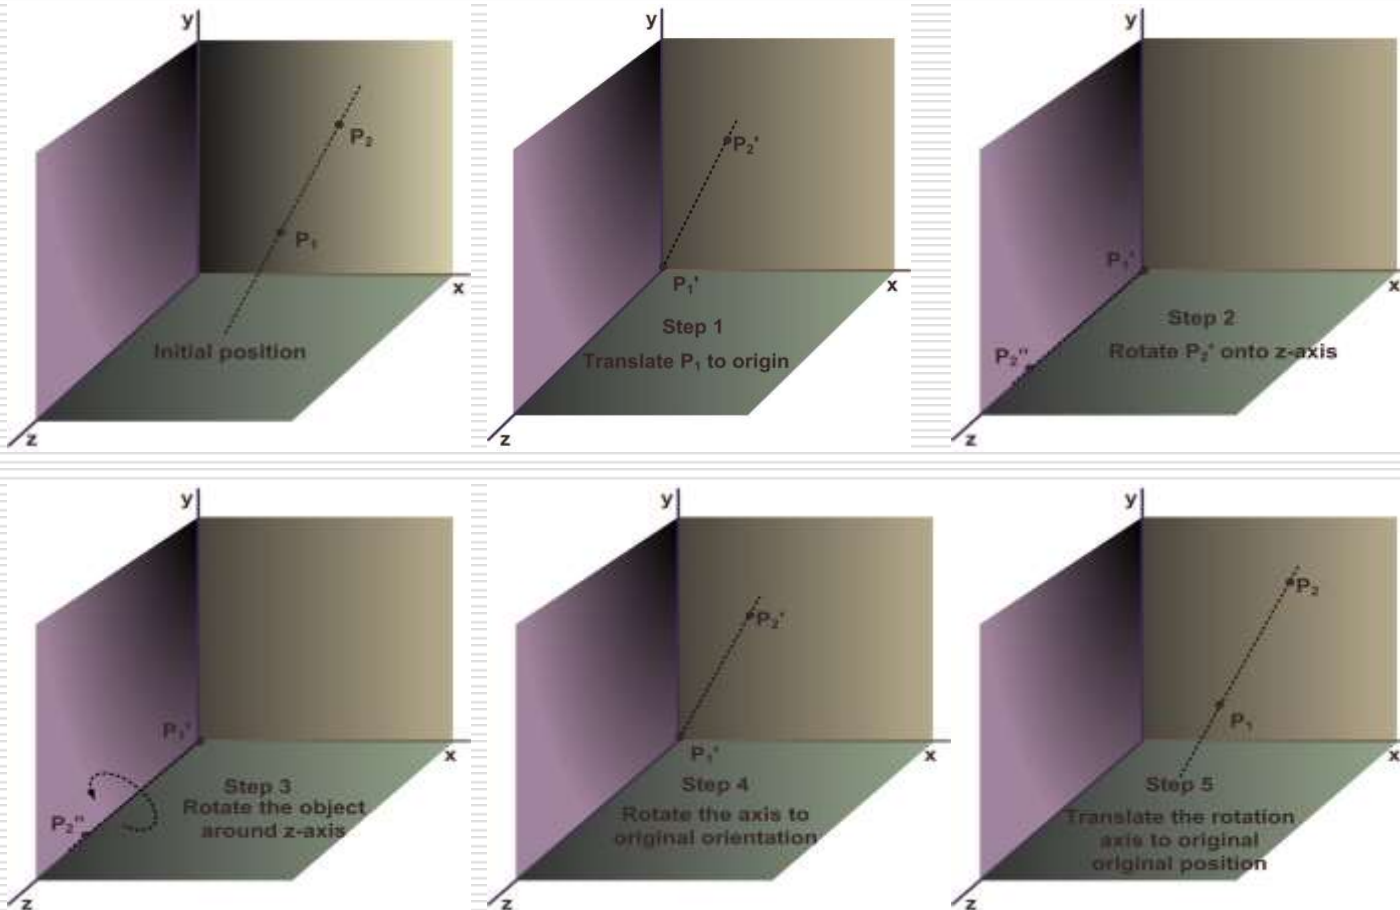 y
P₂
P₁
x
Initial position
z
y
P₂'
P₁'
x
Step 1
Translate P₁ to origin
z
y
P₁'
x
Step 2
P₂"
Rotate P₂' onto z-axis
z
y
P₁'
x
Step 3
Rotate the object
P₂"
around z-axis
z
y
P₂'
P₁'
x
Step 4
Rotate the axis to
original orientation
z
y
P₂
P₁
x
Step 5
Translate the rotation
axis to original
original position
z